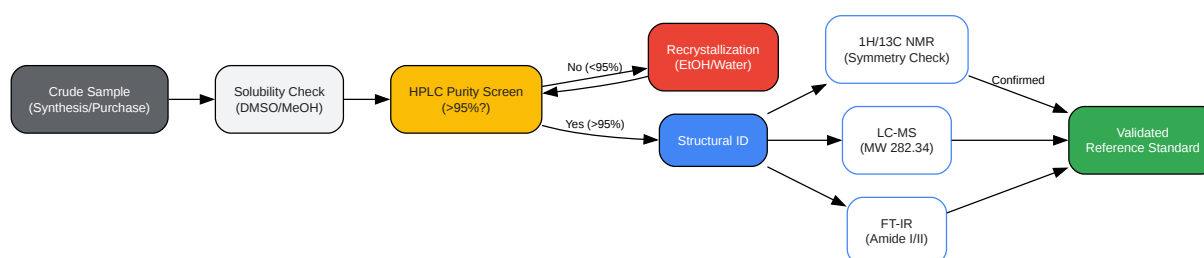 Crude Sample
(Synthesis/Purchase)
Solubility Check
(DMSO/MeOH)
HPLC Purity Screen
(>95%?)
No (<95%)
Recrystallization
(EtOH/Water)
Yes (>95%)
Structural ID
1H/13C NMR
(Symmetry Check)
LC-MS
(MW 282.34)
FT-IR
(Amide I/II)
Confirmed
Validated
Reference Standard